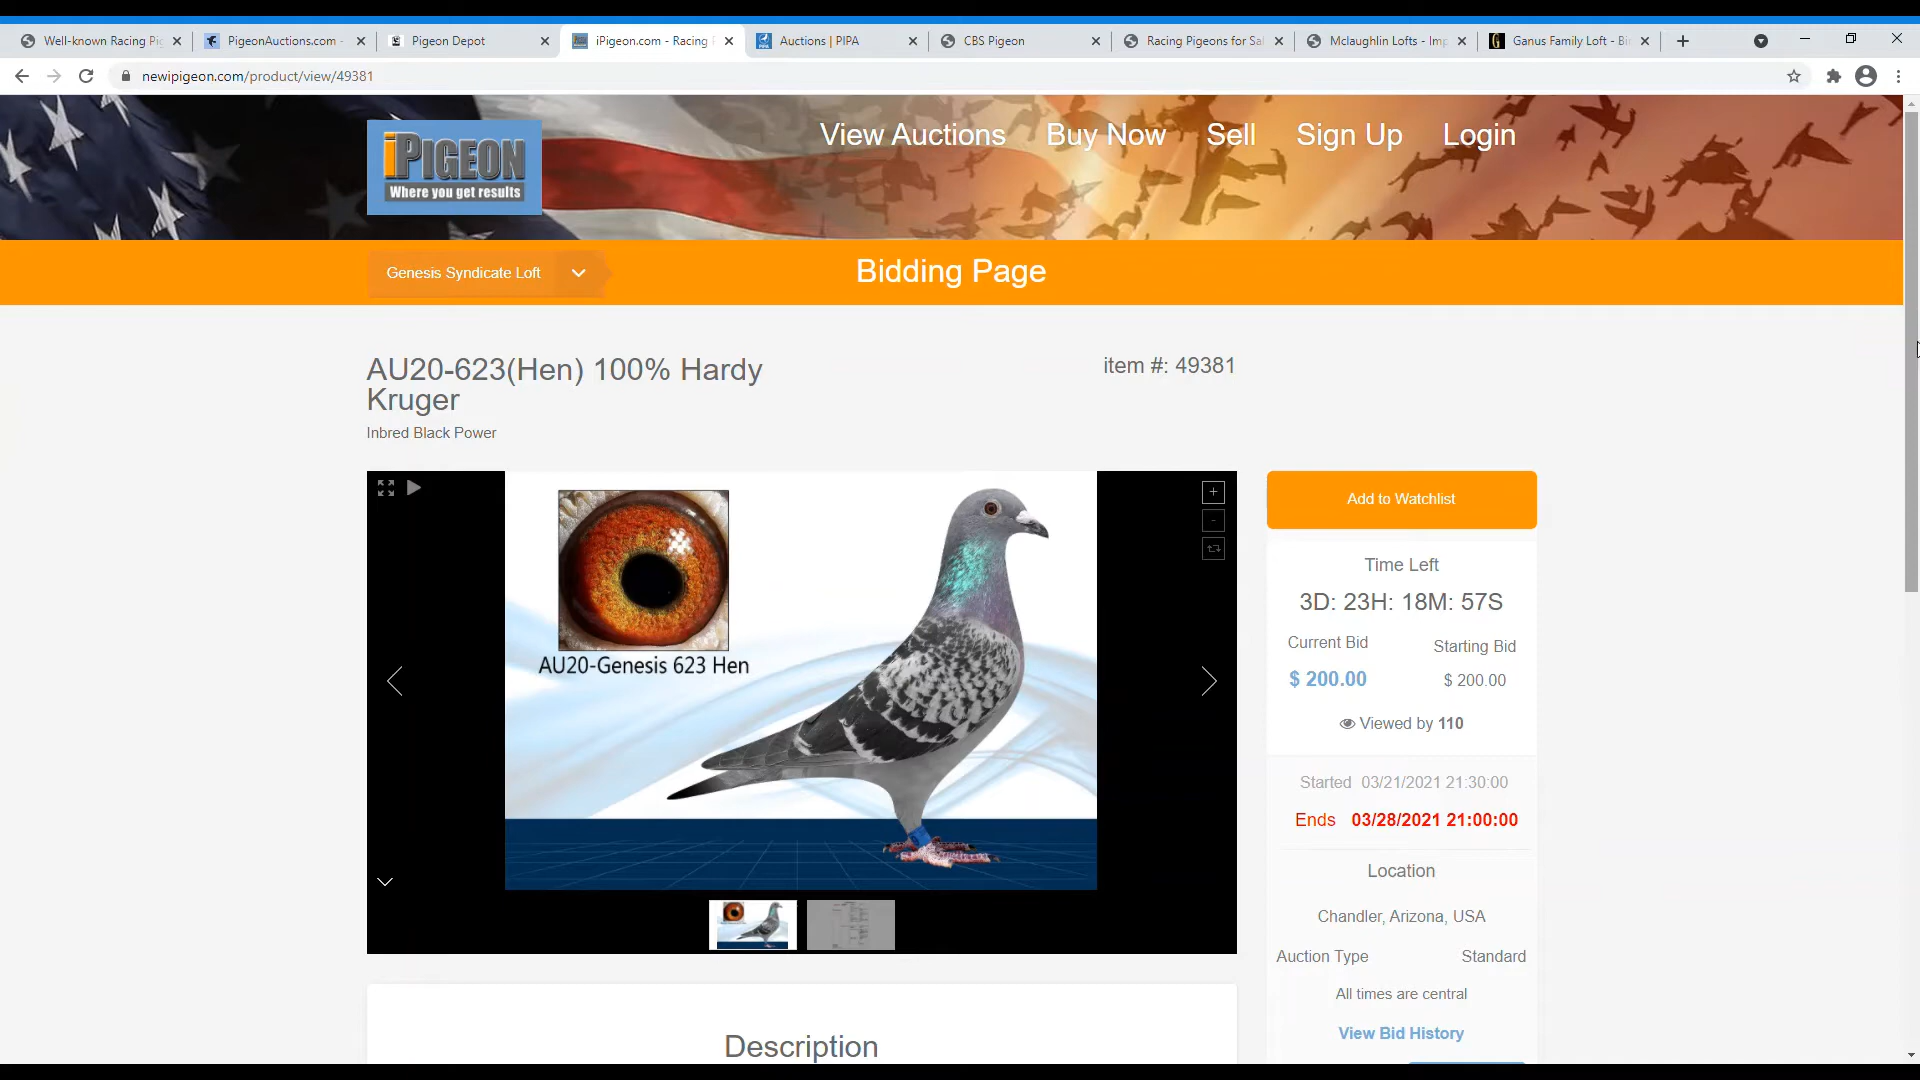 Well-known Racing Pi
PigeonAuctions.com -
Pigeon Depot
iPigeon.com - Racing
Auctions | PIPA
CBS Pigeon
Racing Pigeons for Sal
Mclaughlin Lofts - Imp
Ganus Family Loft - Bi
newipigeon.com/product/view/49381
iPIGEON
Where you get results
View Auctions
Buy Now
Sell
Sign Up
Login
Genesis Syndicate Loft
Bidding Page
AU20-623(Hen) 100% Hardy
Kruger
item #: 49381
Inbred Black Power
AU20-Genesis 623 Hen
Add to Watchlist
Time Left
3D: 23H: 18M: 57S
Current Bid
Starting Bid
$ 200.00
$ 200.00
Viewed by 110
Started 03/21/2021 21:30:00
Ends 03/28/2021 21:00:00
Location
Chandler, Arizona, USA
Auction Type
Standard
All times are central
View Bid History
Description